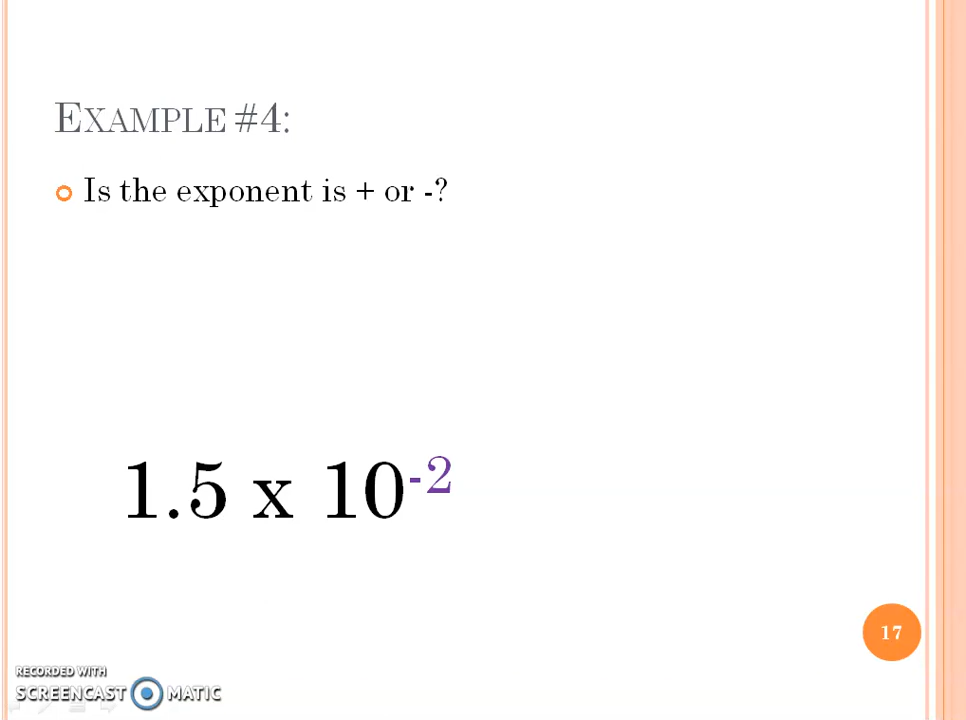 EXAMPLE #4:
Is the exponent is + or -?
1.5 x 10⁻²
17
RECORDED WITH
SCREENCAST MATIC